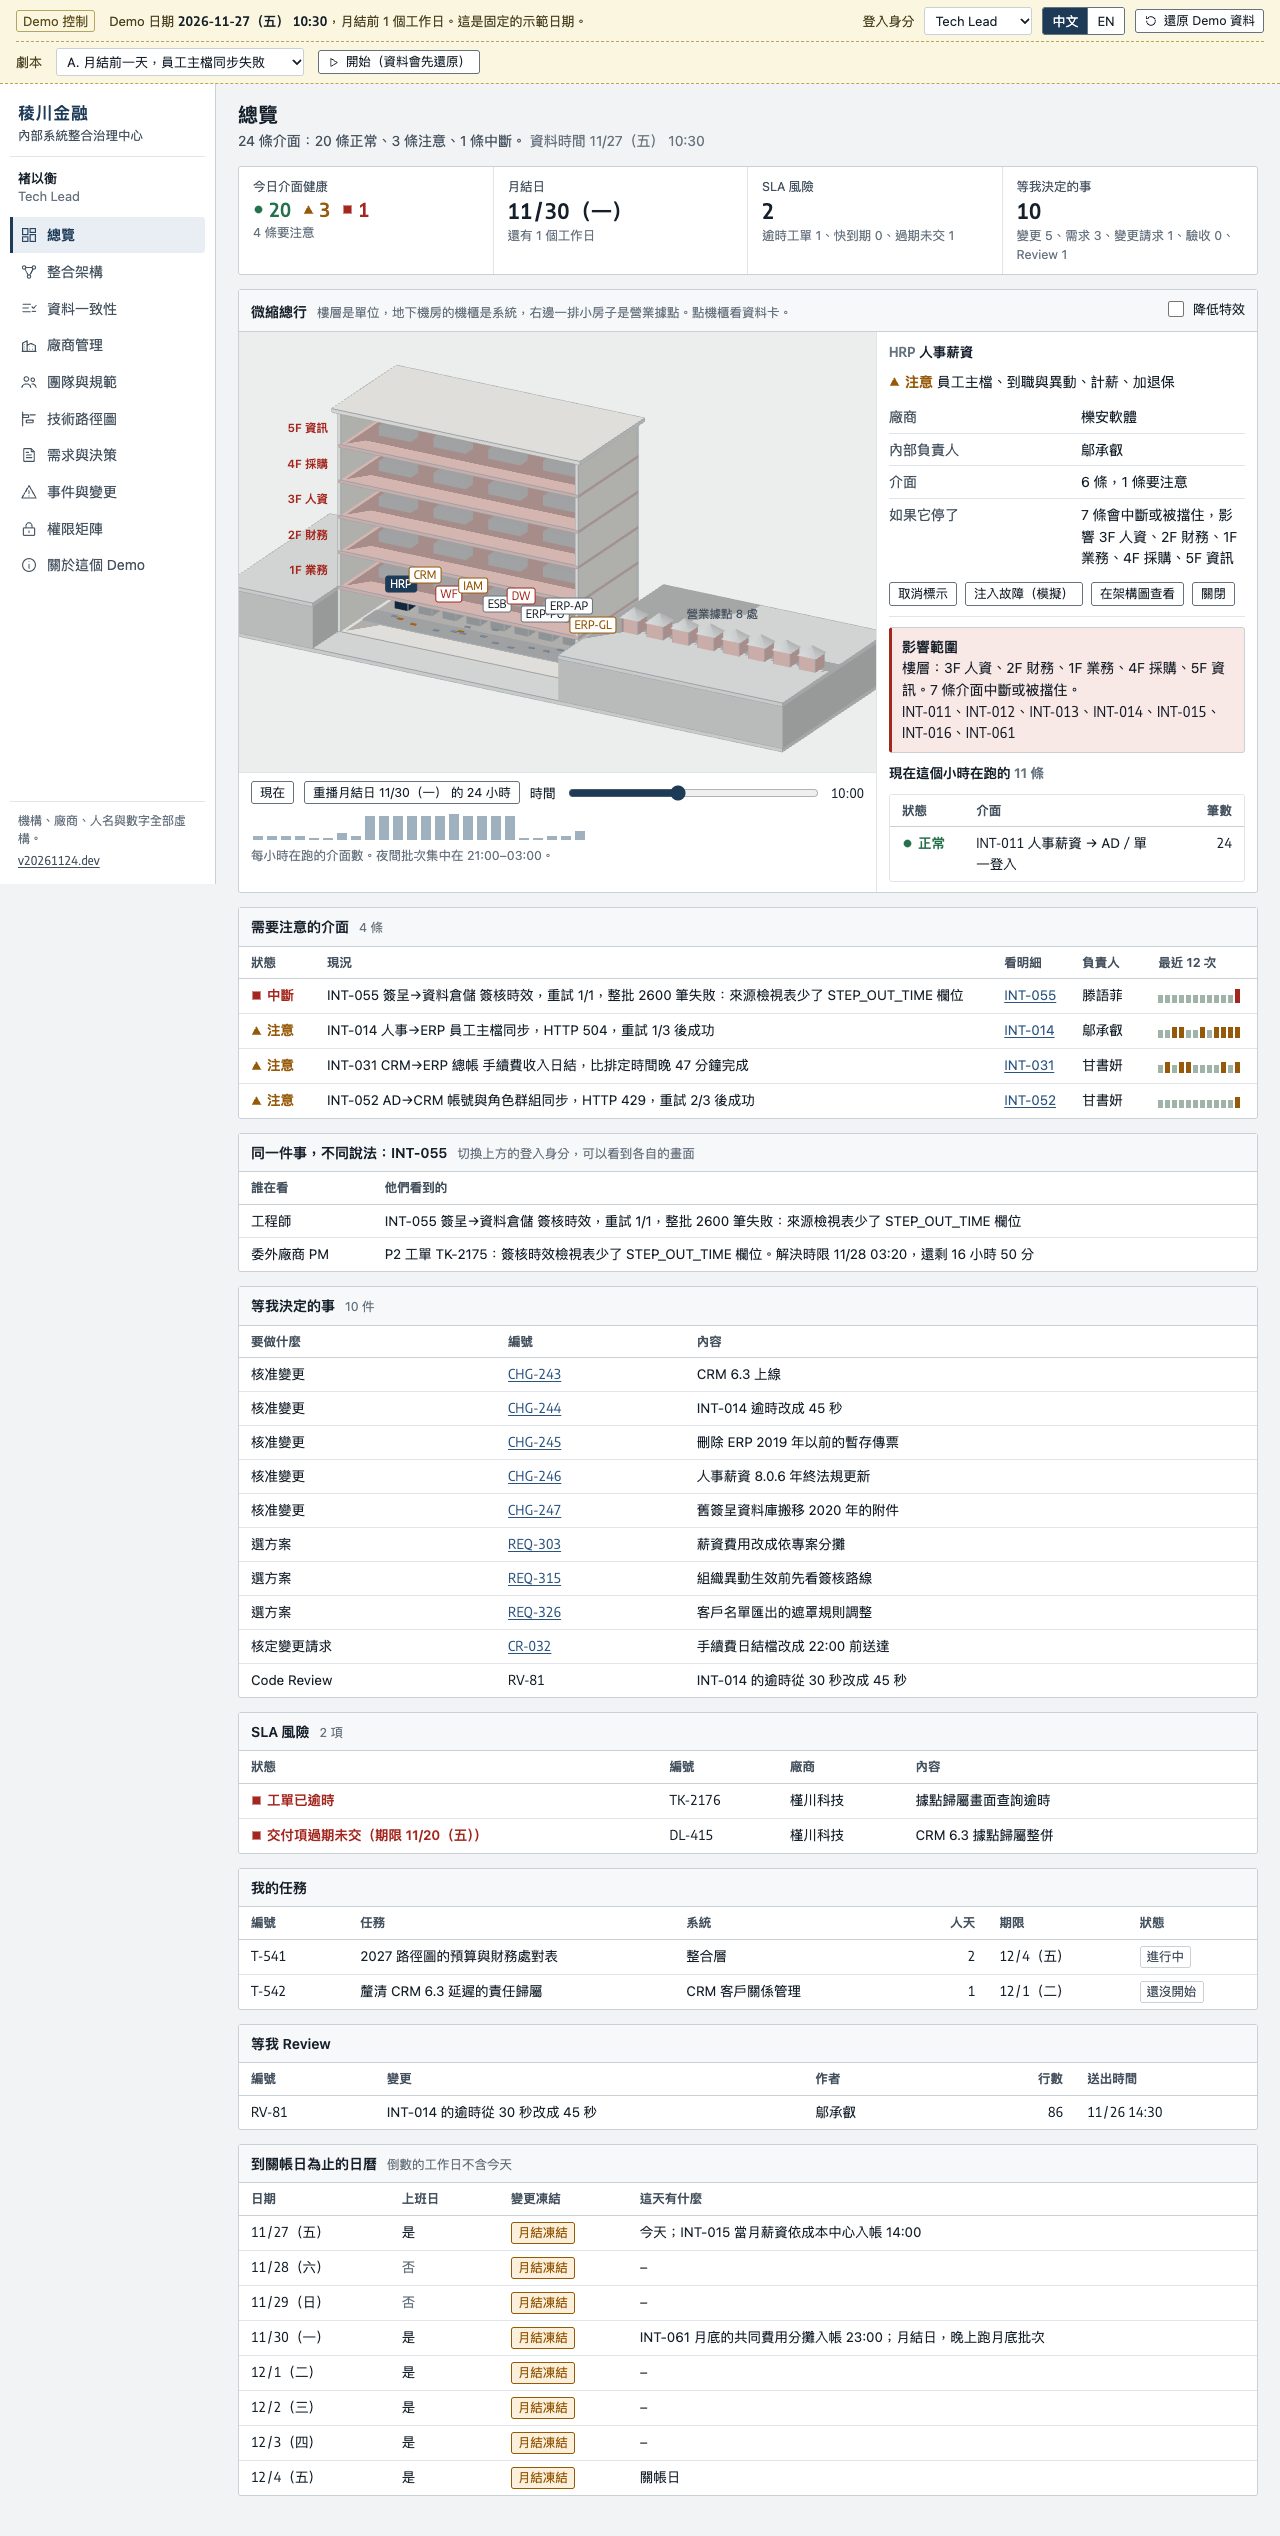 Demo 控制 Demo 日期 2026-11-27（五） 10:30，月結前 1 個工作日。這是固定的示範日期。 登入身分 Tech Lead 中文 EN 還原 Demo 資料
劇本 A. 月結前一天，員工主檔同步失敗 開始（資料會先還原）
稜川金融
內部系統整合治理中心
褚以衡
Tech Lead
總覽
整合架構
資料一致性
廠商管理
團隊與規範
技術路徑圖
需求與決策
事件與變更
權限矩陣
關於這個 Demo
機構、廠商、人名與數字全部虛
構。
v20261124.dev
總覽
24 條介面：20 條正常、3 條注意、1 條中斷。 資料時間 11/27（五） 10:30
今日介面健康
20 3 1
4 條要注意
月結日
11/30（一）
還有 1 個工作日
SLA 風險
2
逾時工單 1、快到期 0、過期未交 1
等我決定的事
10
變更 5、需求 3、變更請求 1、驗收 0、
Review 1
微縮總行 樓層是單位，地下機房的機櫃是系統，右邊一排小房子是營業據點。點機櫃看資料卡。 降低特效
5F 資訊
4F 採購
3F 人資
2F 財務
1F 業務
HRP
CRM
WF
IAM
ESB
DW
ERP-AP
ERP-GL
營業據點 8 處
現在 重播月結日 11/30（一） 的 24 小時 時間 10:00
每小時在跑的介面數。夜間批次集中在 21:00–03:00。
HRP 人事薪資
注意 員工主檔、到職與異動、計薪、加退保
廠商 櫟安軟體
內部負責人 鄔承叡
介面 6 條，1 條要注意
如果它停了 7 條會中斷或被擋住，影
響 3F 人資、2F 財務、1F
業務、4F 採購、5F 資訊
取消標示 注入故障（模擬） 在架構圖查看 關閉
影響範圍
樓層：3F 人資、2F 財務、1F 業務、4F 採購、5F 資
訊。7 條介面中斷或被擋住。
INT-011、INT-012、INT-013、INT-014、INT-015、
INT-016、INT-061
現在這個小時在跑的 11 條
狀態 介面 筆數
正常 INT-011 人事薪資 → AD / 單 24
一登入
需要注意的介面 4 條
狀態 現況 看明細 負責人 最近 12 次
中斷 INT-055 簽呈→資料倉儲 簽核時效，重試 1/1，整批 2600 筆失敗：來源檢視表少了 STEP_OUT_TIME 欄位 INT-055 滕語菲
注意 INT-014 人事→ERP 員工主檔同步，HTTP 504，重試 1/3 後成功 INT-014 鄔承叡
注意 INT-031 CRM→ERP 總帳 手續費收入日結，比排定時間晚 47 分鐘完成 INT-031 甘書妍
注意 INT-052 AD→CRM 帳號與角色群組同步，HTTP 429，重試 2/3 後成功 INT-052 甘書妍
同一件事，不同說法：INT-055 切換上方的登入身分，可以看到各自的畫面
誰在看 他們看到的
工程師 INT-055 簽呈→資料倉儲 簽核時效，重試 1/1，整批 2600 筆失敗：來源檢視表少了 STEP_OUT_TIME 欄位
委外廠商 PM P2 工單 TK-2175：簽核時效檢視表少了 STEP_OUT_TIME 欄位。解決時限 11/28 03:20，還剩 16 小時 50 分
等我決定的事 10 件
要做什麼 編號 內容
核准變更 CHG-243 CRM 6.3 上線
核准變更 CHG-244 INT-014 逾時改成 45 秒
核准變更 CHG-245 刪除 ERP 2019 年以前的暫存傳票
核准變更 CHG-246 人事薪資 8.0.6 年終法規更新
核准變更 CHG-247 舊簽呈資料庫搬移 2020 年的附件
選方案 REQ-303 薪資費用改成依專案分攤
選方案 REQ-315 組織異動生效前先看簽核路線
選方案 REQ-326 客戶名單匯出的遮罩規則調整
核定變更請求 CR-032 手續費日結檔改成 22:00 前送達
Code Review RV-81 INT-014 的逾時從 30 秒改成 45 秒
SLA 風險 2 項
狀態 編號 廠商 內容
工單已逾時 TK-2176 槿川科技 據點歸屬畫面查詢逾時
交付項過期未交（期限 11/20（五）） DL-415 槿川科技 CRM 6.3 據點歸屬整併
我的任務
編號 任務 系統 人天 期限 狀態
T-541 2027 路徑圖的預算與財務處對表 整合層 2 12/4（五） 進行中
T-542 釐清 CRM 6.3 延遲的責任歸屬 CRM 客戶關係管理 1 12/1（二） 還沒開始
等我 Review
編號 變更 作者 行數 送出時間
RV-81 INT-014 的逾時從 30 秒改成 45 秒 鄔承叡 86 11/26 14:30
到關帳日為止的日曆 倒數的工作日不含今天
日期 上班日 變更凍結 這天有什麼
11/27（五） 是 月結凍結 今天；INT-015 當月薪資依成本中心入帳 14:00
11/28（六） 否 月結凍結 –
11/29（日） 否 月結凍結 –
11/30（一） 是 月結凍結 INT-061 月底的共同費用分攤入帳 23:00；月結日，晚上跑月底批次
12/1（二） 是 月結凍結 –
12/2（三） 是 月結凍結 –
12/3（四） 是 月結凍結 –
12/4（五） 是 月結凍結 關帳日